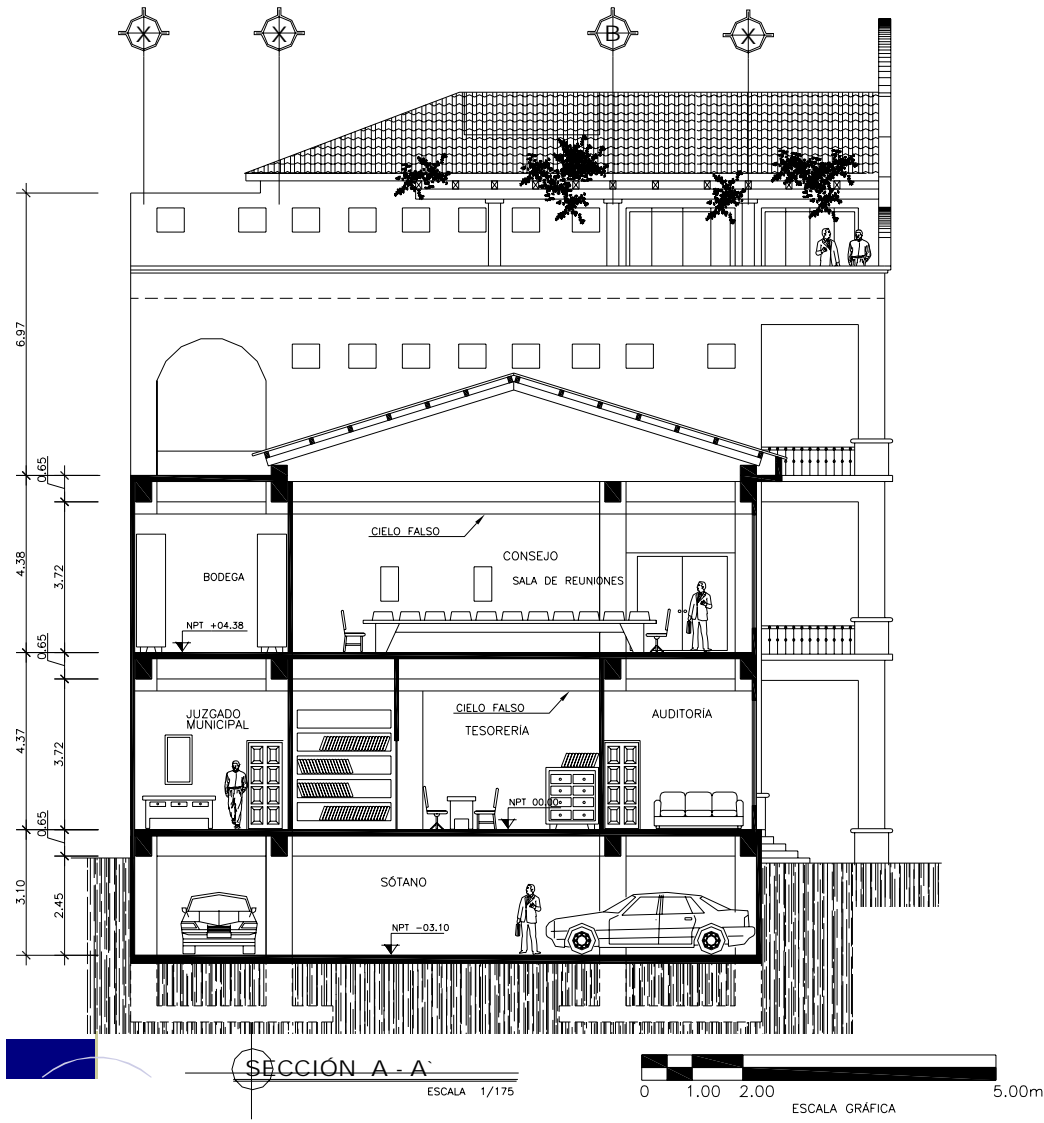 X X B X
6.97
0.65
CIELO FALSO
CONSEJO
SALA DE REUNIONES
BODEGA
4.38
3.72
NPT +04.38
0.65
CIELO FALSO
JUZGADO
MUNICIPAL
TESORERÍA
AUDITORÍA
4.37
3.72
NPT 00.00
0.65
SÓTANO
3.10
2.45
NPT -03.10
SECCIÓN A - A`
ESCALA 1/175
0 1.00 2.00 5.00m
ESCALA GRÁFICA